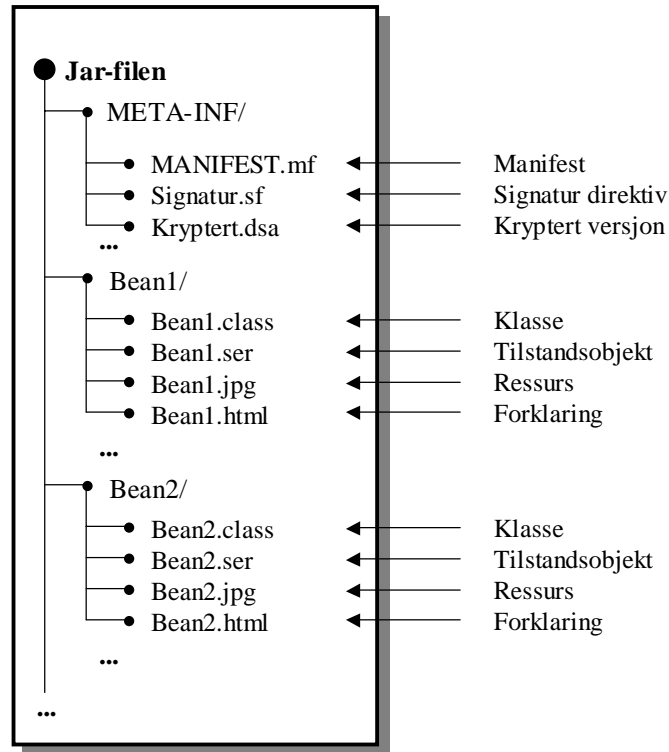 Jar-filen
META-INF/
MANIFEST.mf Manifest
Signatur.sf Signatur direktiv
Kryptert.dsa Kryptert versjon
...
Bean1/
Bean1.class Klasse
Bean1.ser Tilstandsobjekt
Bean1.jpg Ressurs
Bean1.html Forklaring
...
Bean2/
Bean2.class Klasse
Bean2.ser Tilstandsobjekt
Bean2.jpg Ressurs
Bean2.html Forklaring
...
...